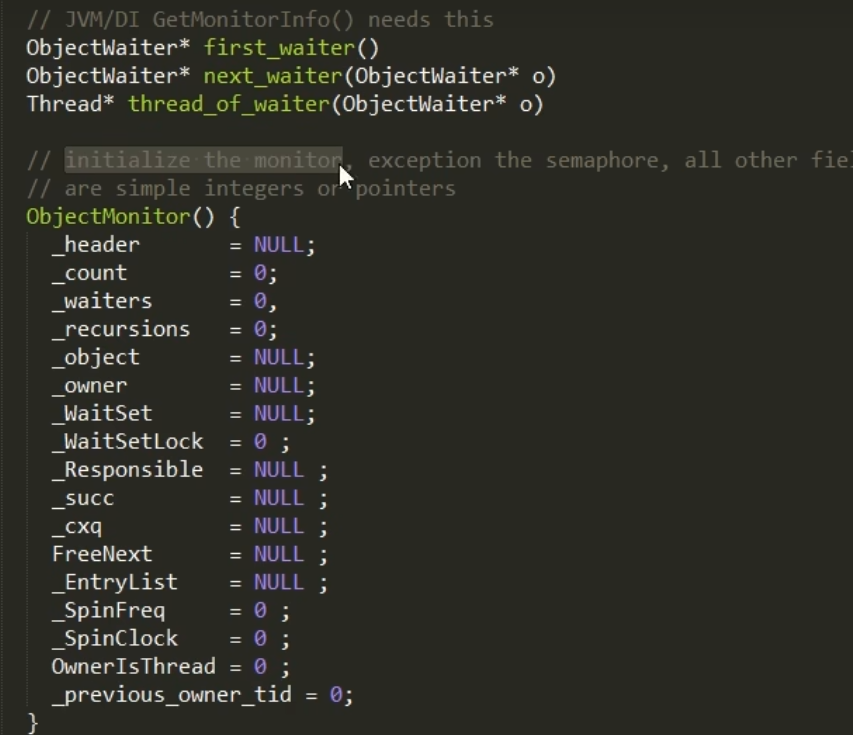 // JVM/DI GetMonitorInfo() needs this
ObjectWaiter* first_waiter()
ObjectWaiter* next_waiter(ObjectWaiter* o)
Thread* thread_of_waiter(ObjectWaiter* o)
// initialize the monitor, exception the semaphore, all other
// are simple integers or pointers
ObjectMonitor() {
_header = NULL;
_count = 0;
_waiters = 0,
_recursions = 0;
_object = NULL;
_owner = NULL;
_WaitSet = NULL;
_WaitSetLock = 0 ;
_Responsible = NULL ;
_succ = NULL ;
_cxq = NULL ;
FreeNext = NULL ;
_EntryList = NULL ;
_SpinFreq = 0 ;
_SpinClock = 0 ;
OwnerIsThread = 0 ;
_previous_owner_tid = 0;
}